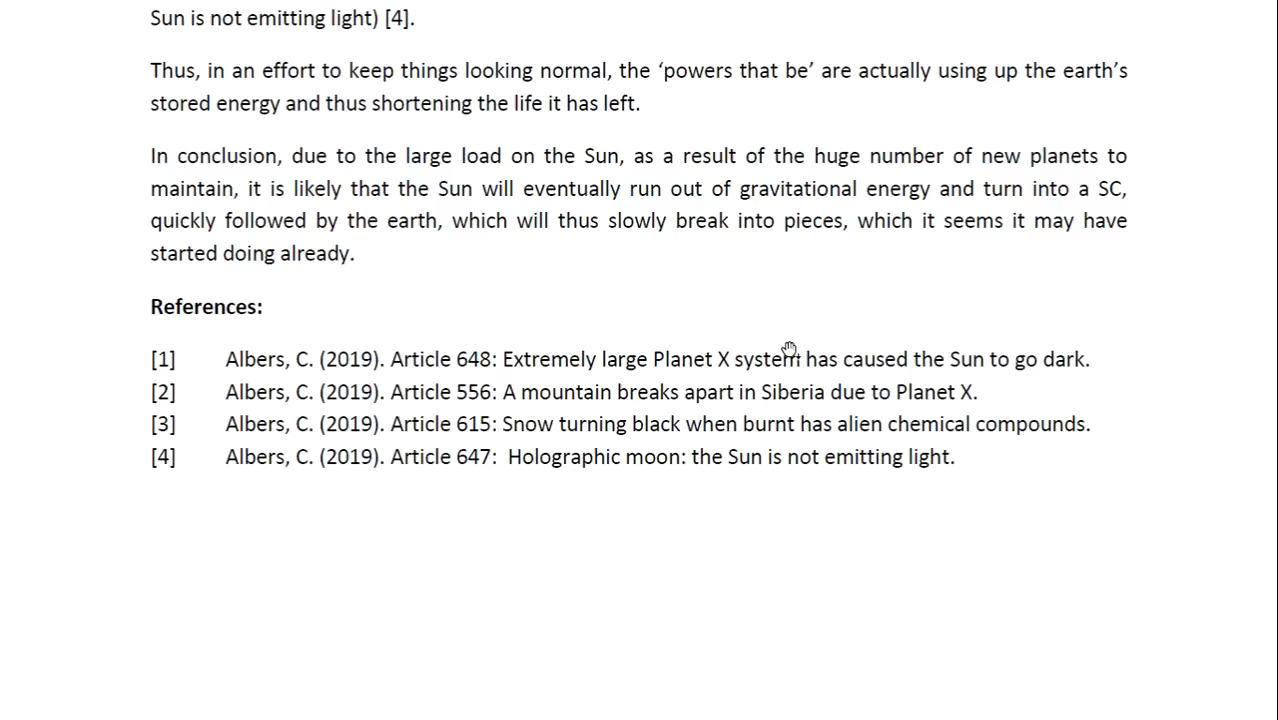 Sun is not emitting light) [4].
Thus, in an effort to keep things looking normal, the ‘powers that be’ are actually using up the earth’s
stored energy and thus shortening the life it has left.
In conclusion, due to the large load on the Sun, as a result of the huge number of new planets to
maintain, it is likely that the Sun will eventually run out of gravitational energy and turn into a SC,
quickly followed by the earth, which will thus slowly break into pieces, which it seems it may have
started doing already.
References:
[1] Albers, C. (2019). Article 648: Extremely large Planet X system has caused the Sun to go dark.
[2] Albers, C. (2019). Article 556: A mountain breaks apart in Siberia due to Planet X.
[3] Albers, C. (2019). Article 615: Snow turning black when burnt has alien chemical compounds.
[4] Albers, C. (2019). Article 647: Holographic moon: the Sun is not emitting light.